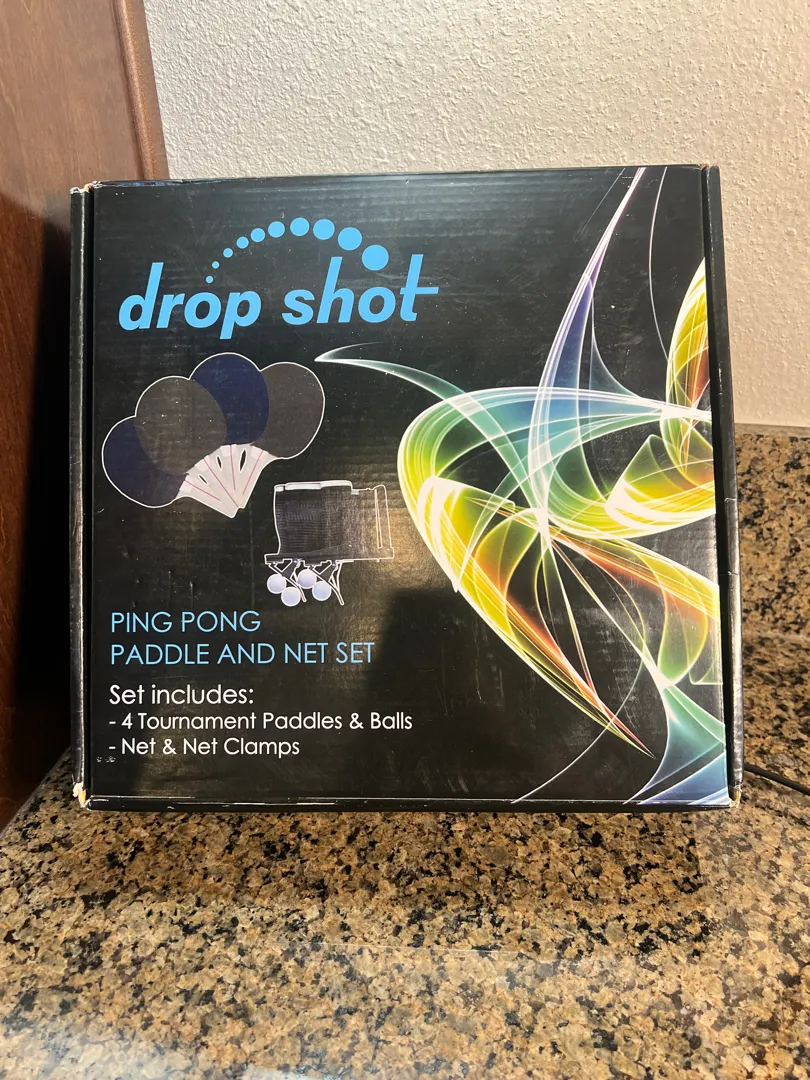 drop shot
PING PONG
PADDLE AND NET SET
Set includes:
- 4 Tournament Paddles & Balls
- Net & Net Clamps